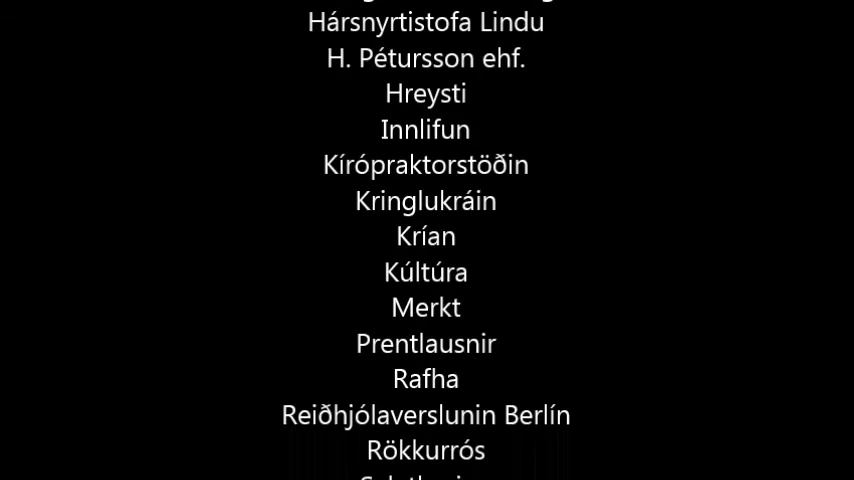 Hársnyrtistofa Lindu
H. Pétursson ehf.
Hreysti
Innlifun
Kírópraktorstöðin
Kringlukráin
Krían
Kúltúra
Merkt
Prentlausnir
Rafha
Reiðhjólaverslunin Berlín
Rökkurrós